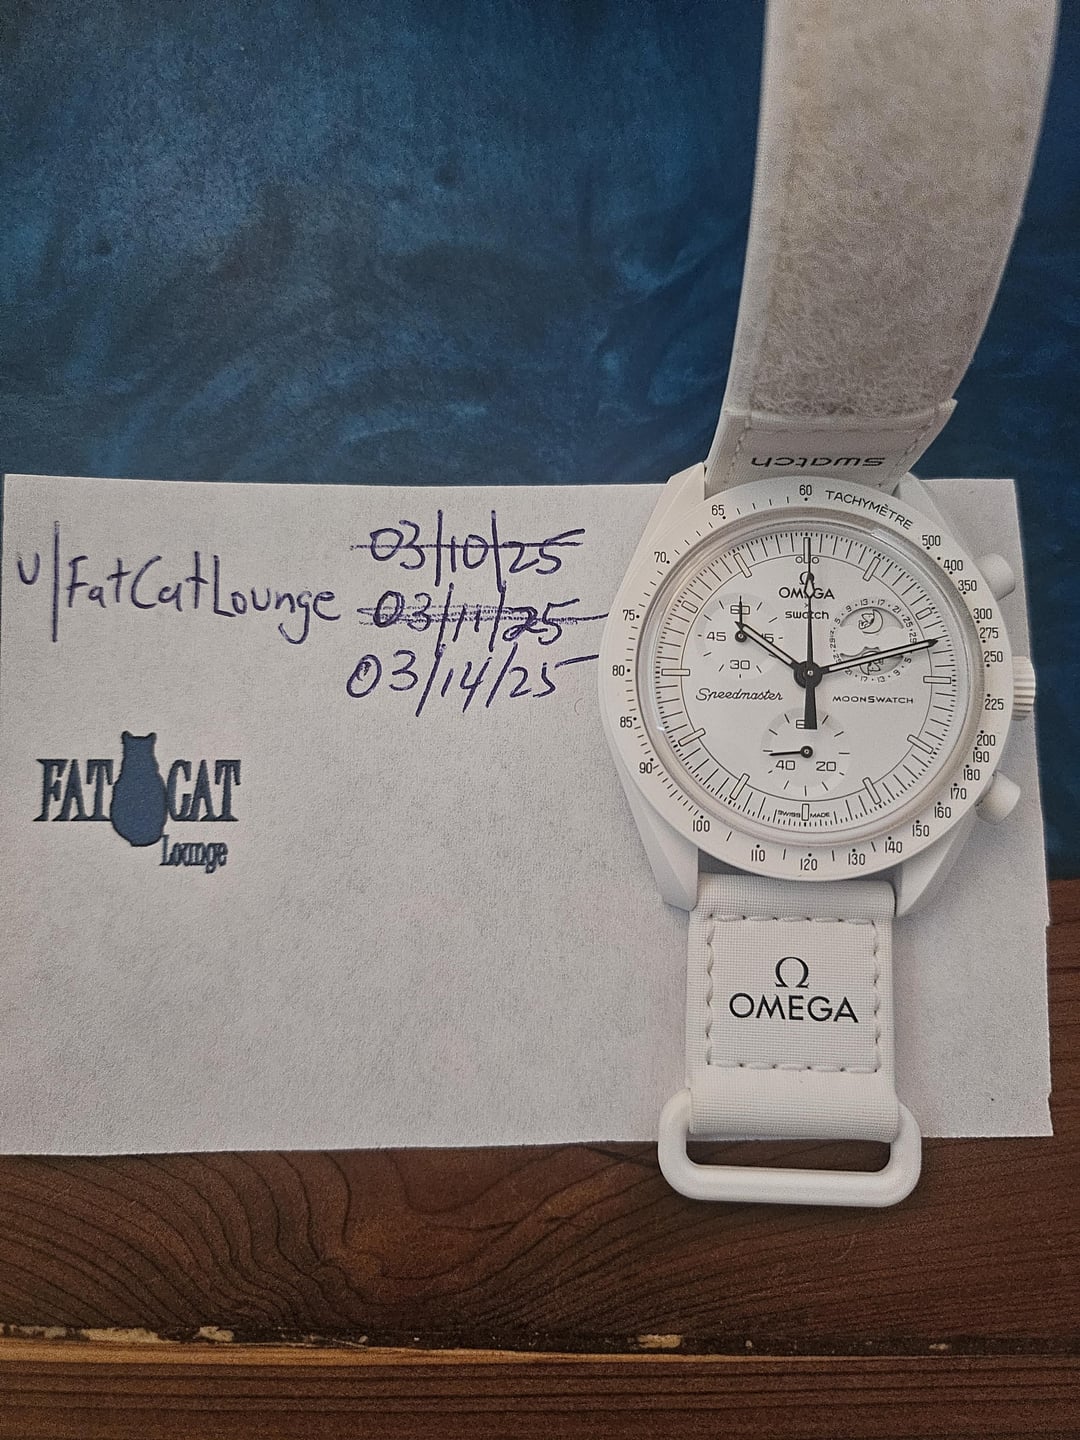 swatch
u/FatCatLounge
03/10/25
03/11/25
03/14/25
FAT CAT
Lounge
TACHYMÈTRE
60
65
70
75
80
85
90
100
110
120
130
140
150
160
170
180
190
200
225
250
275
300
350
400
500
Ω
OMEGA
swatch
60
45 15
30
Speedmaster
MOONSWATCH
60
40 20
SWISS MADE
Ω
OMEGA